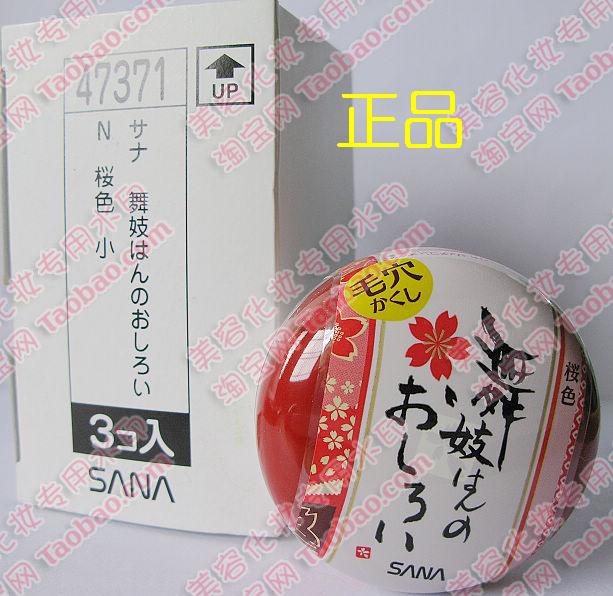 47371
UP
サナ 舞妓はんのおしろい
N 桜色 小
3コ入
SANA
正品
毛穴
かくし
舞妓はんの
おしろい
桜色
SANA
美容化妆专用水印
淘宝网 Taobao.com